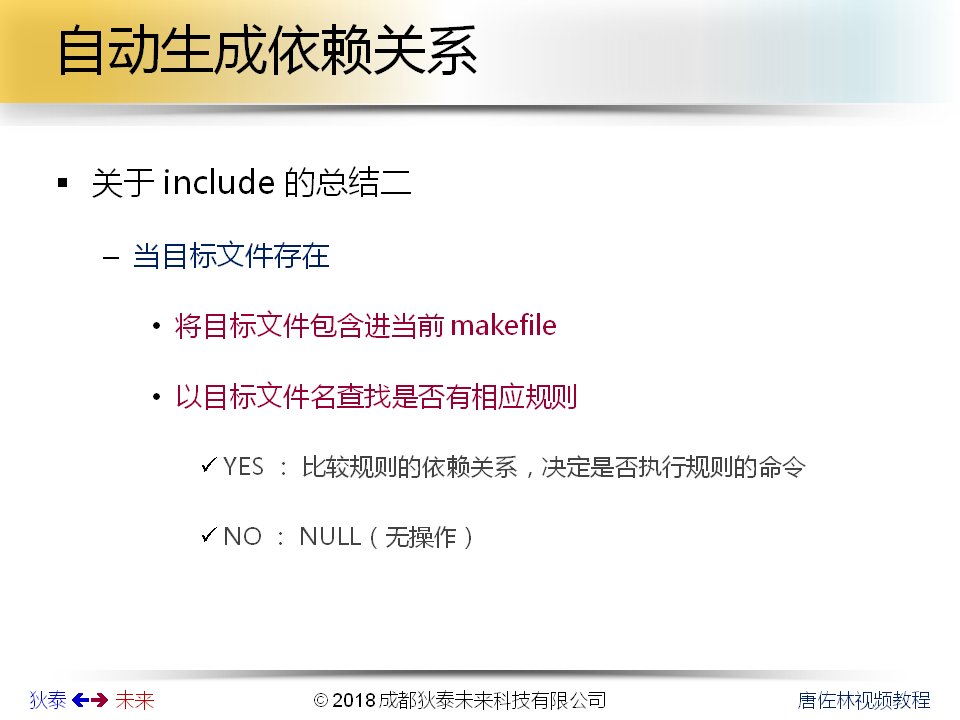 自动生成依赖关系
▪ 关于 include 的总结二
– 当目标文件存在
• 将目标文件包含进当前 makefile
• 以目标文件名查找是否有相应规则
✓ YES ： 比较规则的依赖关系，决定是否执行规则的命令
✓ NO ： NULL（无操作）
狄泰 未来 © 2018 成都狄泰未来科技有限公司 唐佐林视频教程